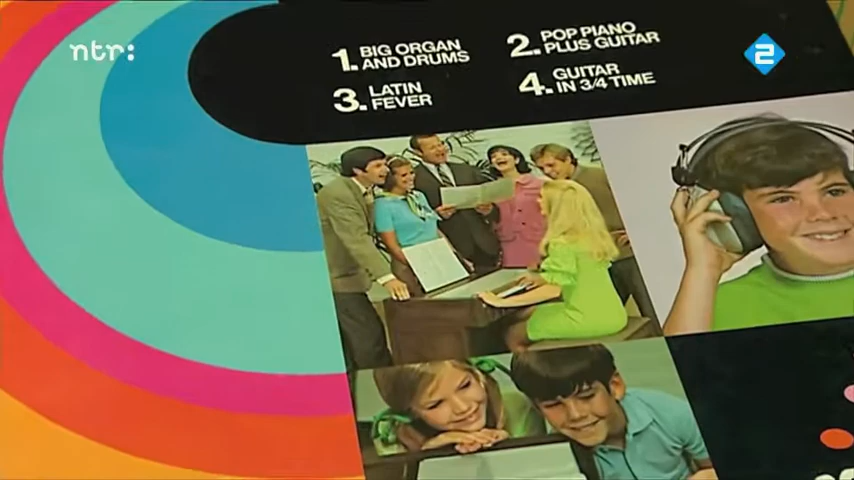 ntr:
1. BIG ORGAN
AND DRUMS
2. POP PIANO
PLUS GUITAR
3. LATIN
FEVER
4. GUITAR
IN 3/4 TIME
2